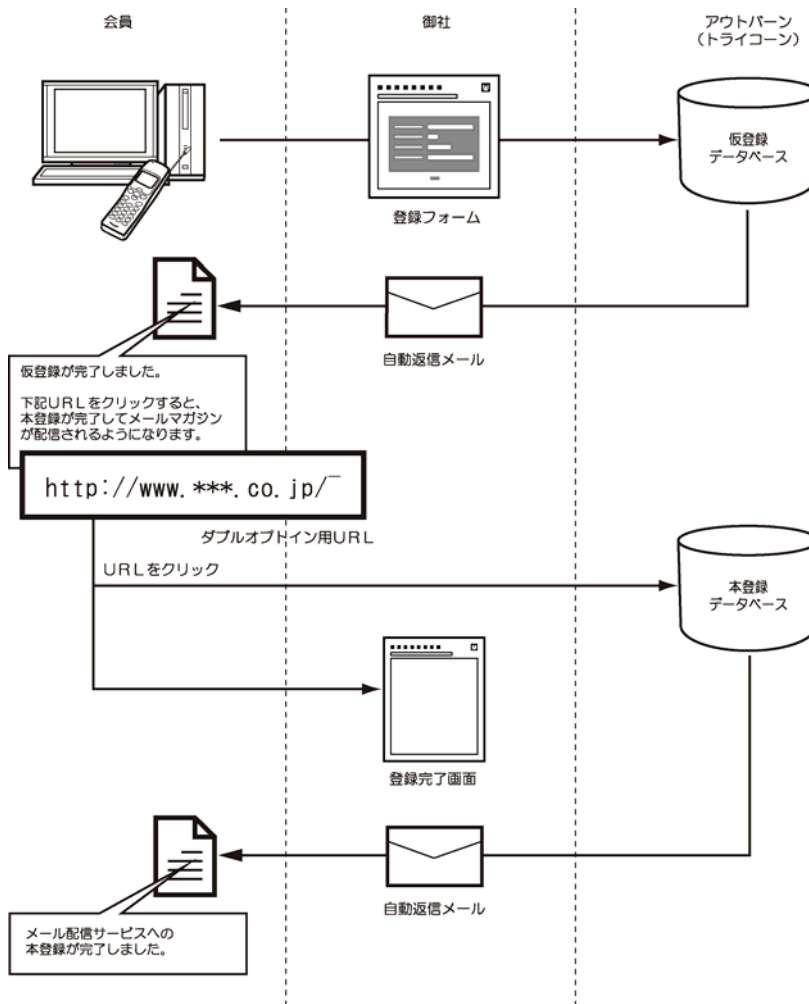 会員
御社
アウトバーン
（トライコーン）
仮登録
データベース
登録フォーム
自動返信メール
仮登録が完了しました。
下記ＵＲＬをクリックすると、
本登録が完了してメールマガジン
が配信されるようになります。
http://www.***.co.jp/¯
ダブルオプトイン用ＵＲＬ
ＵＲＬをクリック
本登録
データベース
登録完了画面
自動返信メール
メール配信サービスへの
本登録が完了しました。